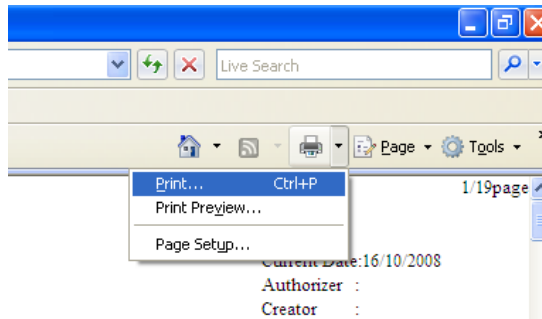 Live Search
Page Tools
Print... Ctrl+P
1/19page
Print Preview...
Page Setup...
Current Date:16/10/2008
Authorizer :
Creator :